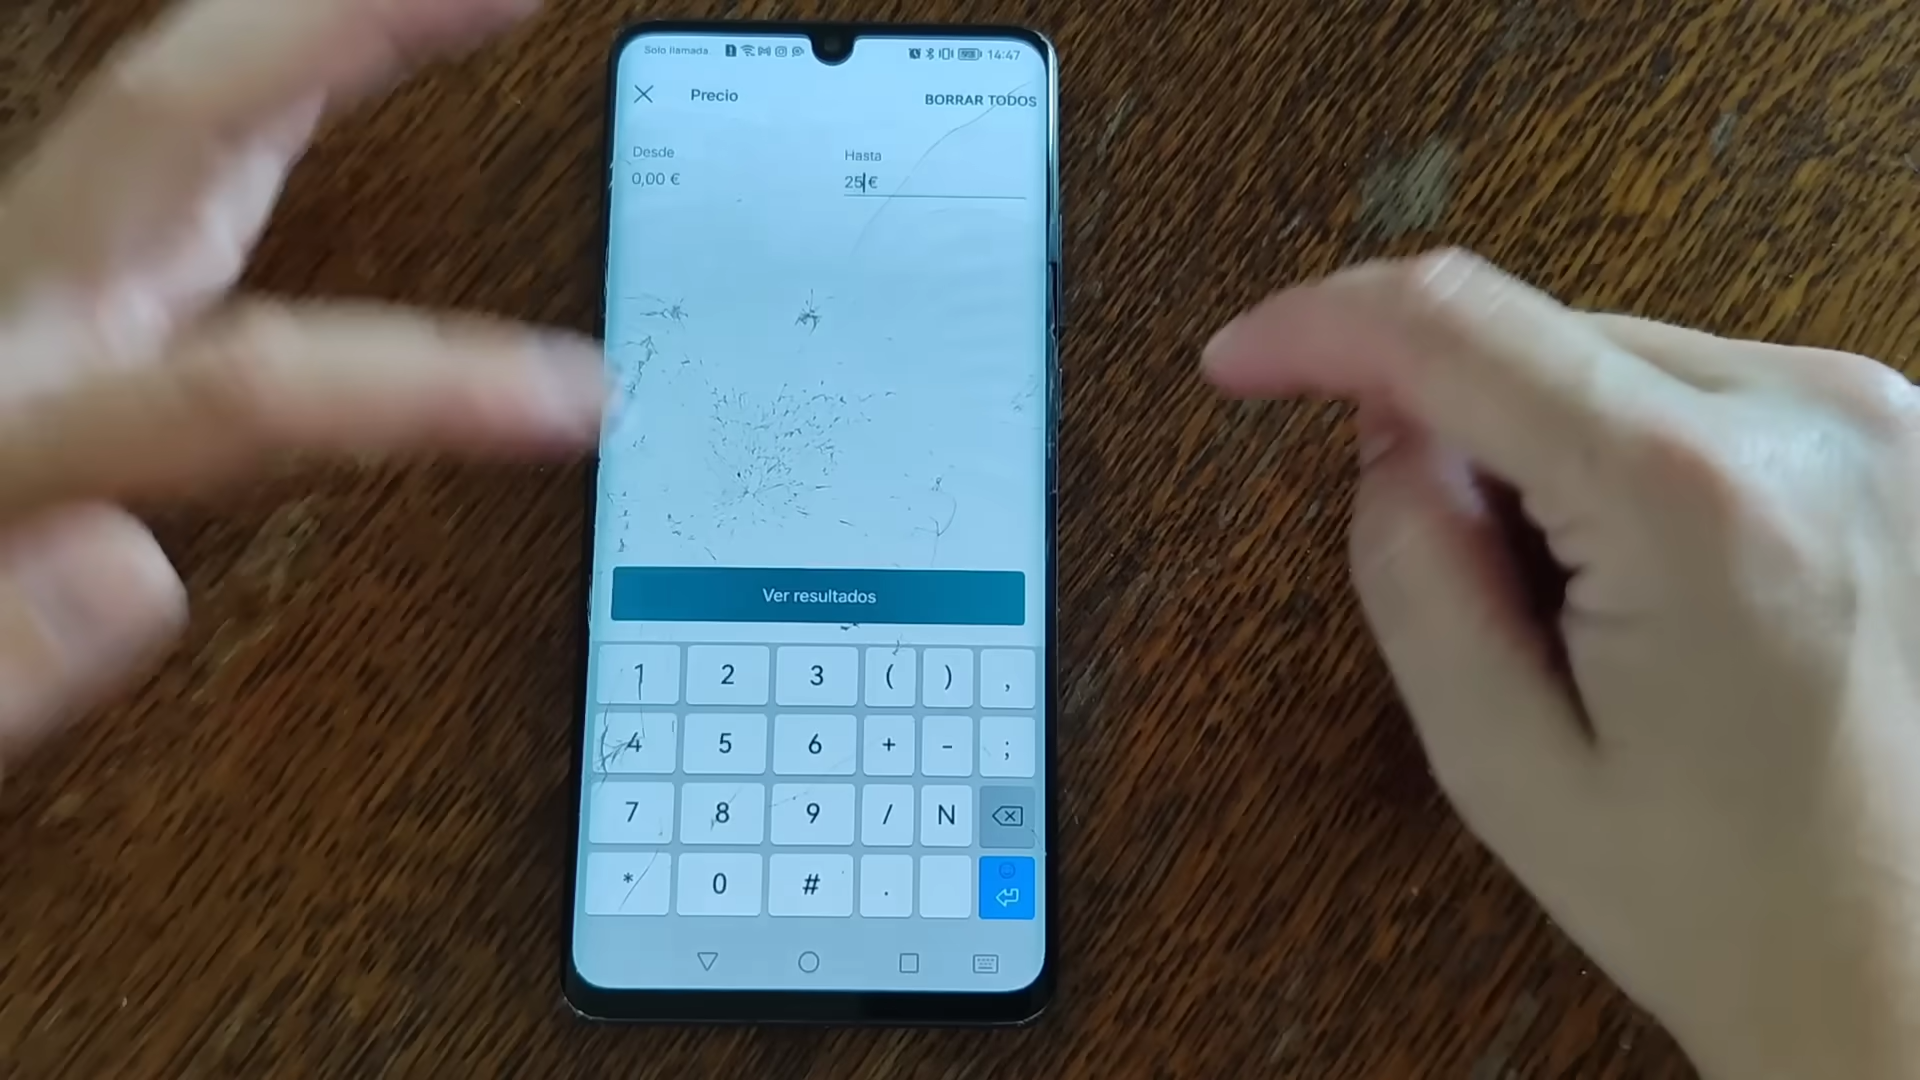 Solo llamada 14:47
Precio BORRAR TODOS
Desde Hasta
0,00 € 25 €
Ver resultados
1 2 3 ( ) ,
4 5 6 + - ;
7 8 9 / N
* 0 # .